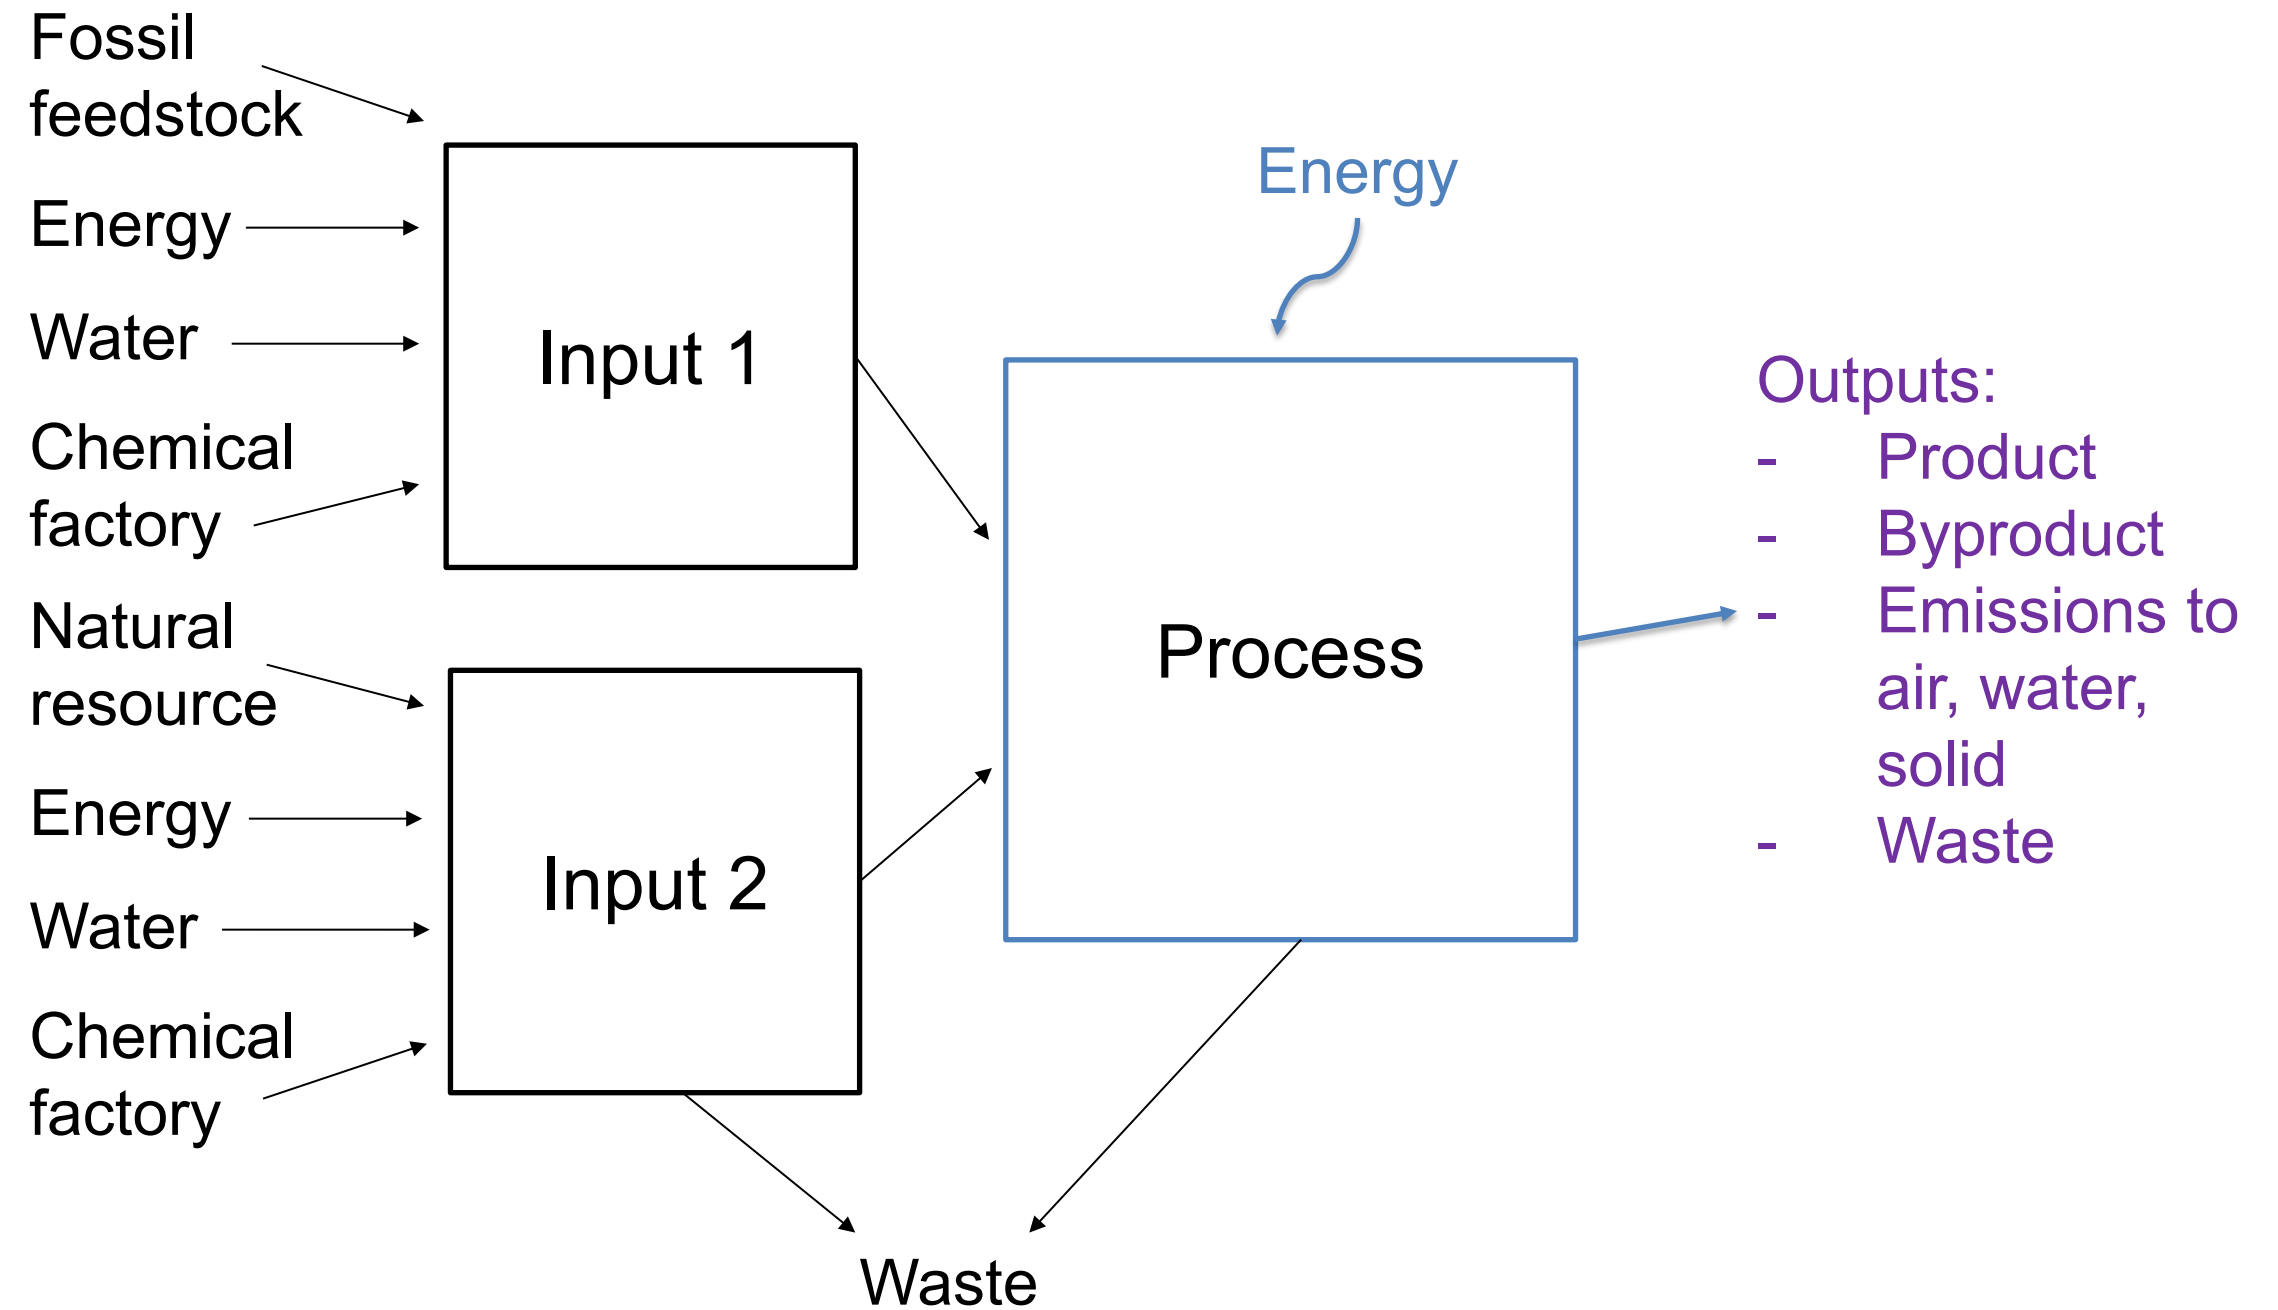 Fossil
feedstock
Energy
Water
Chemical
factory
Natural
resource
Energy
Water
Chemical
factory
Input 1
Input 2
Energy
Process
Waste
Outputs:
- Product
- Byproduct
- Emissions to
air, water,
solid
- Waste